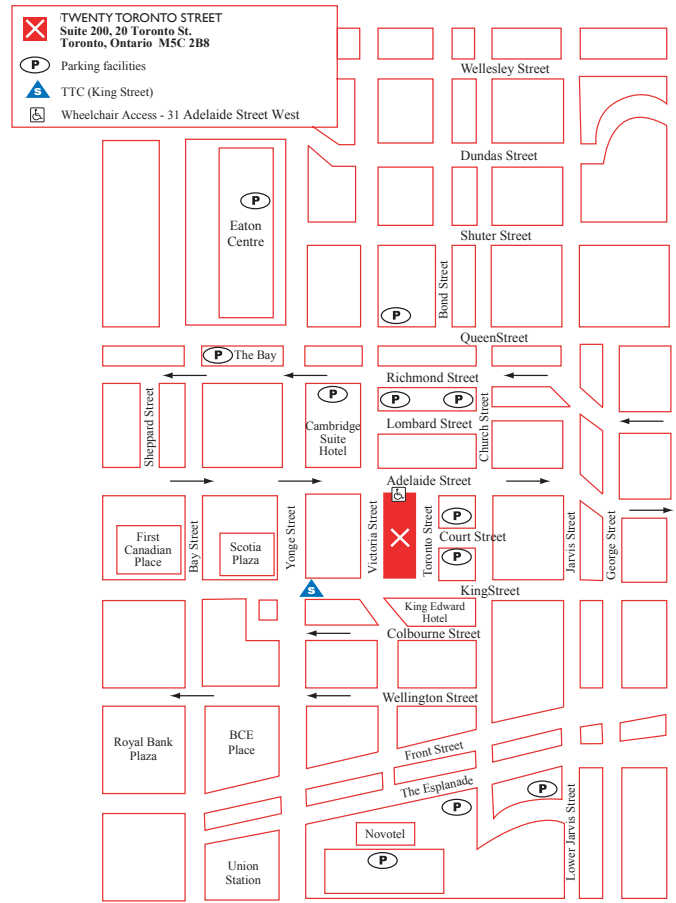 TWENTY TORONTO STREET
Suite 200, 20 Toronto St.
Toronto, Ontario  M5C 2B8
P Parking facilities
S TTC (King Street)
Wheelchair Access - 31 Adelaide Street West
Wellesley Street
Dundas Street
P
Eaton
Centre
Shuter Street
Bond Street
P
QueenStreet
P The Bay
Richmond Street
P
P
P
Sheppard Street
Cambridge
Suite
Hotel
Lombard Street
Church Street
Adelaide Street
First
Canadian
Place
Bay Street
Scotia
Plaza
Yonge Street
Victoria Street
Toronto Street
P
Court Street
P
Jarvis Street
George Street
S
KingStreet
King Edward
Hotel
Colbourne Street
Wellington Street
Royal Bank
Plaza
BCE
Place
Front Street
The Esplanade
P
P
Lower Jarvis Street
Novotel
P
Union
Station